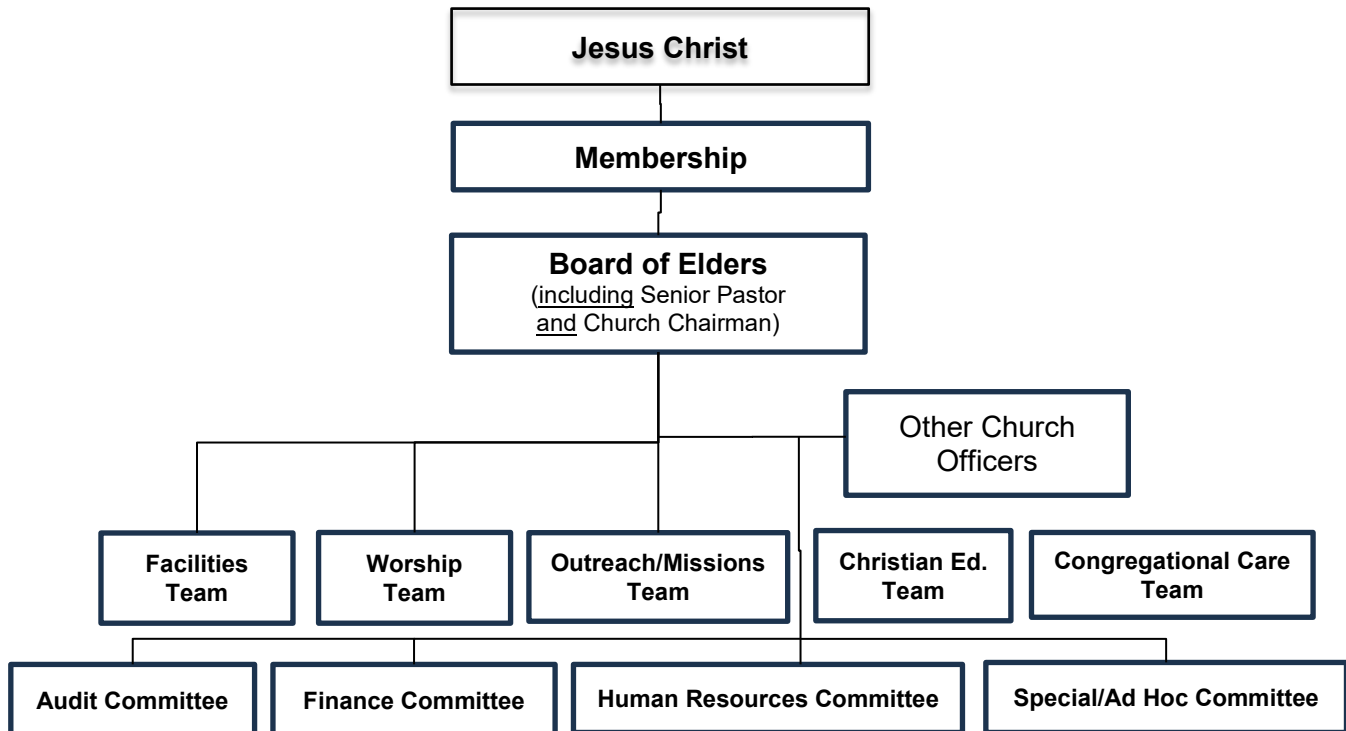 Jesus Christ
Membership
Board of Elders
(including Senior Pastor
and Church Chairman)
Other Church
Officers
Facilities
Team
Worship
Team
Outreach/Missions
Team
Christian Ed.
Team
Congregational Care
Team
Audit Committee
Finance Committee
Human Resources Committee
Special/Ad Hoc Committee